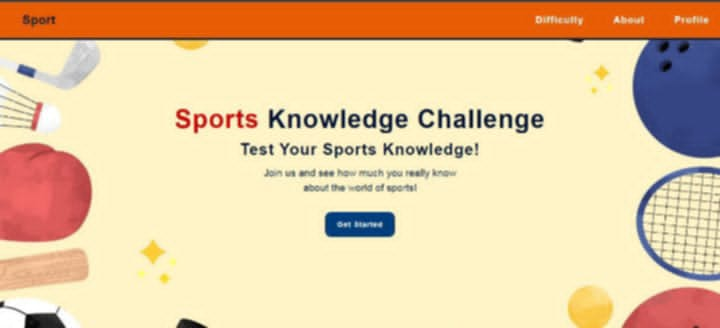 Sport
Difficulty About Profile
Sports Knowledge Challenge
Test Your Sports Knowledge!
Join us and see how much you really know
about the world of sports!
Get Started